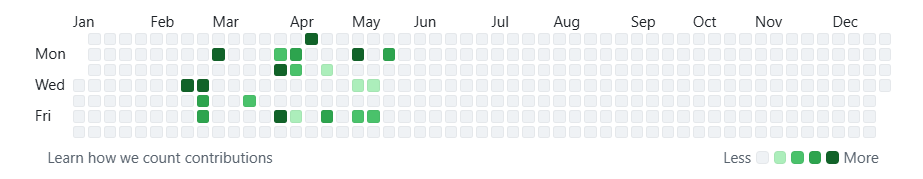 Jan Feb Mar Apr May Jun Jul Aug Sep Oct Nov Dec
Mon
Wed
Fri
Learn how we count contributions Less More